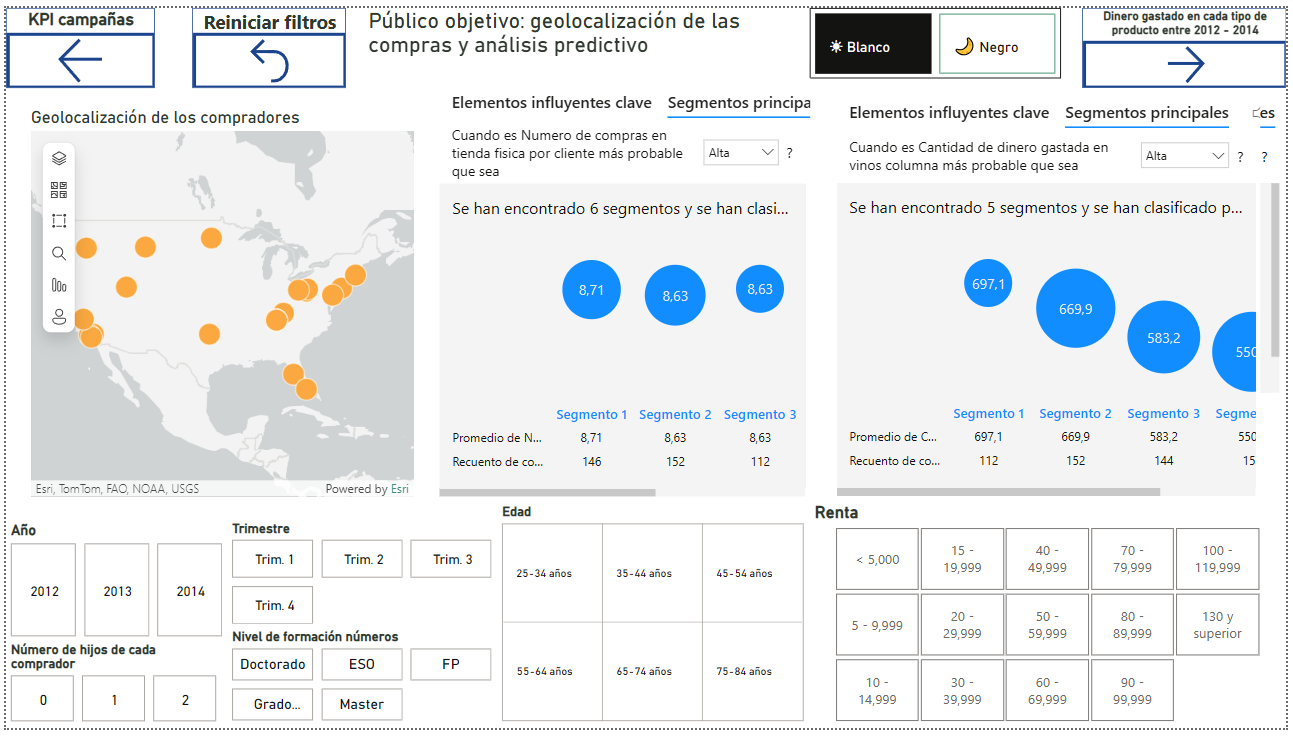 KPI campañas
Reiniciar filtros
Público objetivo: geolocalización de las
compras y análisis predictivo
Blanco
Negro
Dinero gastado en cada tipo de
producto entre 2012 - 2014
Geolocalización de los compradores
Esri, TomTom, FAO, NOAA, USGS
Powered by Esri
Elementos influyentes clave
Segmentos principa
Cuando es Numero de compras en
tienda fisica por cliente más probable
que sea
Alta
?
Se han encontrado 6 segmentos y se han clasi...
8,71
8,63
8,63
Segmento 1 Segmento 2 Segmento 3
Promedio de N... 8,71 8,63 8,63
Recuento de co... 146 152 112
Elementos influyentes clave
Segmentos principales
es
Cuando es Cantidad de dinero gastada en
vinos columna más probable que sea
Alta
?
?
Se han encontrado 5 segmentos y se han clasificado p...
697,1
669,9
583,2
550
Segmento 1 Segmento 2 Segmento 3 Segme
Promedio de C... 697,1 669,9 583,2 550
Recuento de co... 112 152 144 15
Año
2012 2013 2014
Número de hijos de cada
comprador
0 1 2
Trimestre
Trim. 1 Trim. 2 Trim. 3
Trim. 4
Nivel de formación números
Doctorado ESO FP
Grado... Master
Edad
25-34 años 35-44 años 45-54 años
55-64 años 65-74 años 75-84 años
Renta
< 5,000
15 -
19,999
40 -
49,999
70 -
79,999
100 -
119,999
5 - 9,999
20 -
29,999
50 -
59,999
80 -
89,999
130 y
superior
10 -
14,999
30 -
39,999
60 -
69,999
90 -
99,999